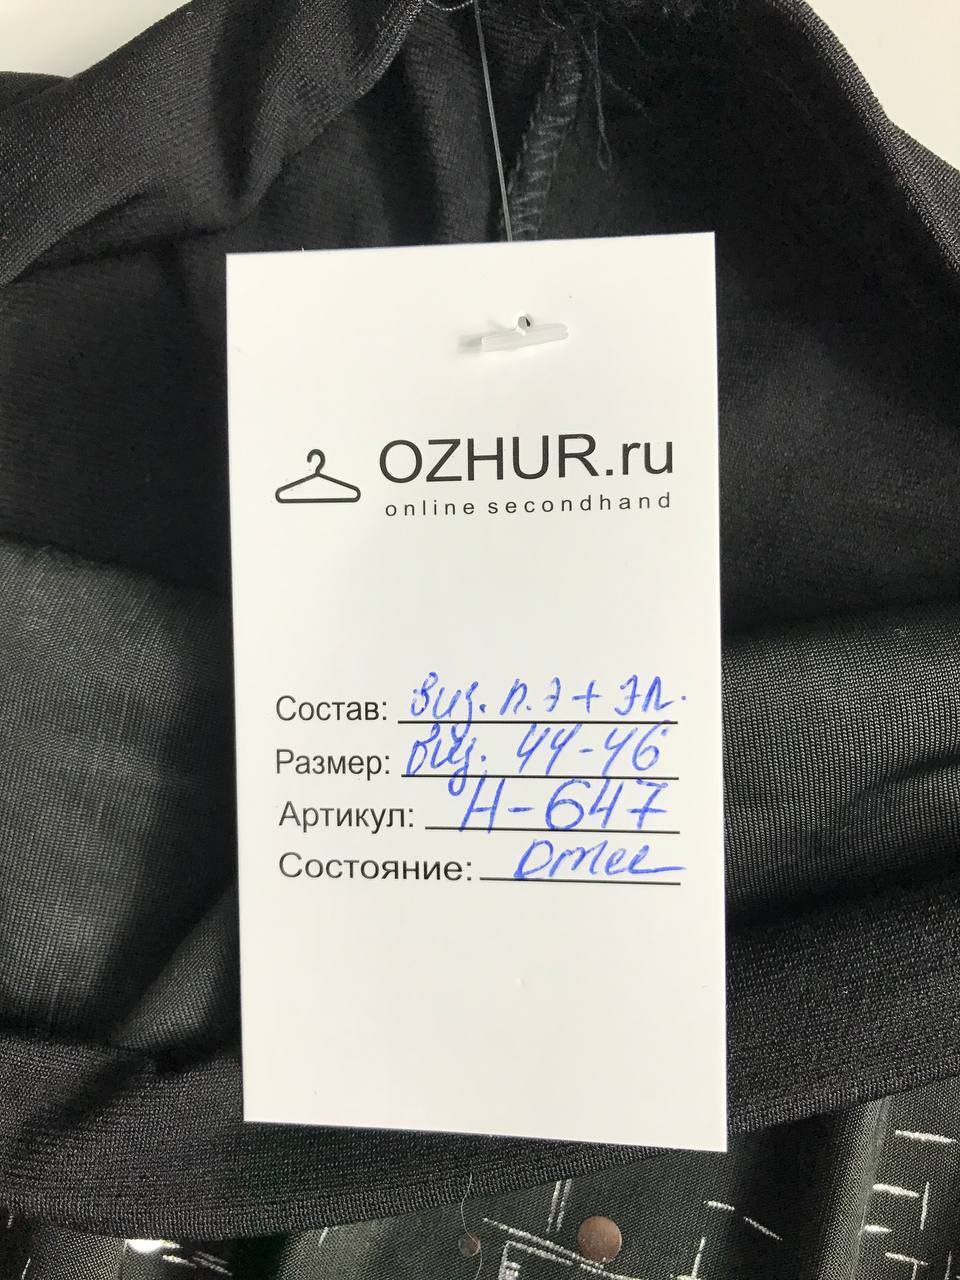 OZHUR.ru
online secondhand
Состав: Виз. п.э + эл.
Размер: Виз. 44-46
Артикул: Н-647
Состояние: Отлич